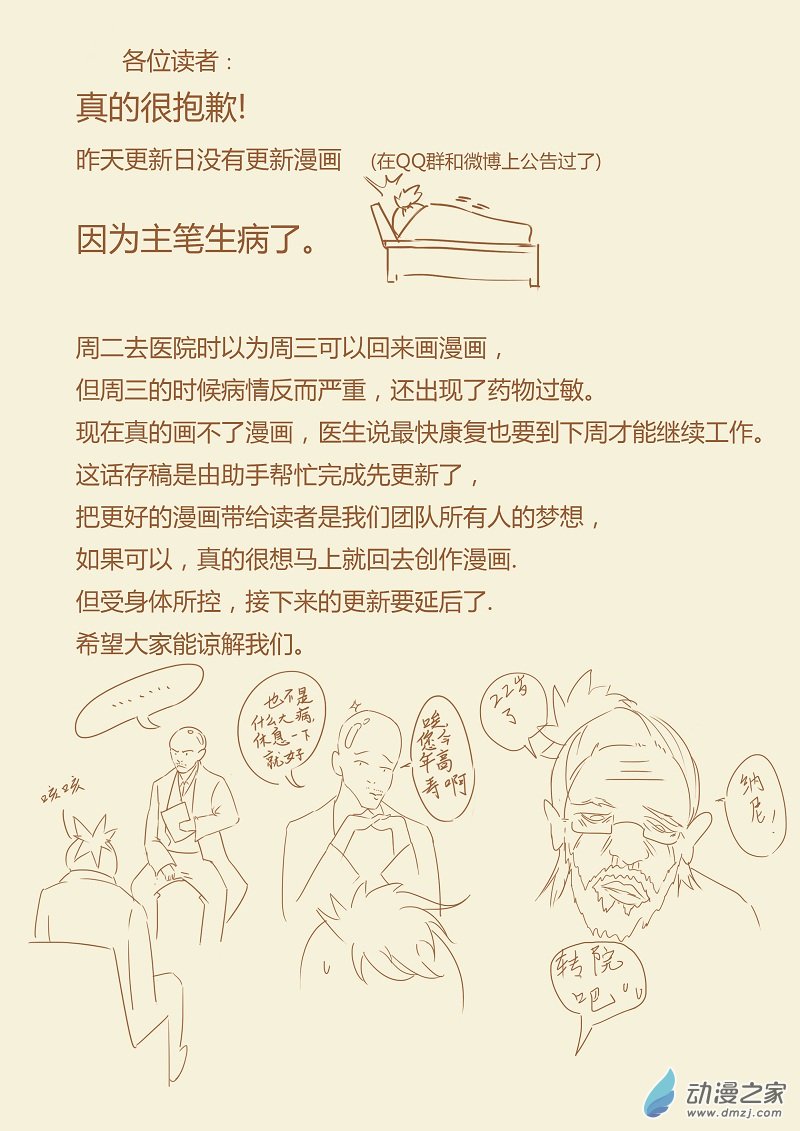 各位读者：
真的很抱歉!
昨天更新日没有更新漫画 (在QQ群和微博上公告过了)
因为主笔生病了。
周二去医院时以为周三可以回来画漫画，
但周三的时候病情反而严重，还出现了药物过敏。
现在真的画不了漫画，医生说最快康复也要到下周才能继续工作。
这话存稿是由助手帮忙完成先更新了，
把更好的漫画带给读者是我们团队所有人的梦想，
如果可以，真的很想马上就回去创作漫画.
但受身体所控，接下来的更新要延后了.
希望大家能谅解我们。
咳咳
........
也不是
什么大病,
休息一下
就好
唉,
您今
年高
寿啊
22岁
了
纳
尼!
转院
吧
动漫之家
www.dmzj.com